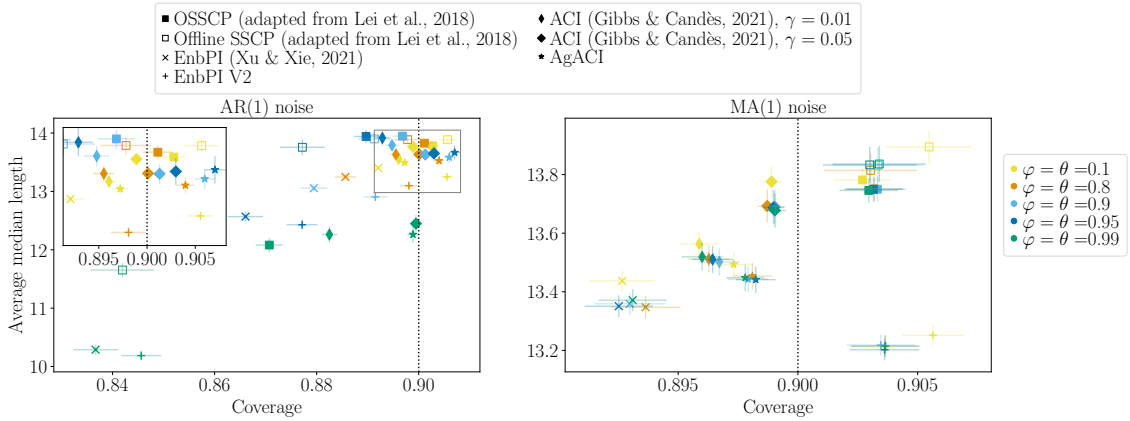 OSSCP (adapted from Lei et al., 2018)
Offline SSCP (adapted from Lei et al., 2018)
EnbPI (Xu & Xie, 2021)
EnbPI V2
ACI (Gibbs & Candès, 2021), γ = 0.01
ACI (Gibbs & Candès, 2021), γ = 0.05
AgACI
AR(1) noise
Average median length
14
13
12
11
10
0.895 0.900 0.905
0.84 0.86 0.88 0.90
Coverage
MA(1) noise
13.8
13.6
13.4
13.2
0.895 0.900 0.905
Coverage
φ = θ =0.1
φ = θ =0.8
φ = θ =0.9
φ = θ =0.95
φ = θ =0.99